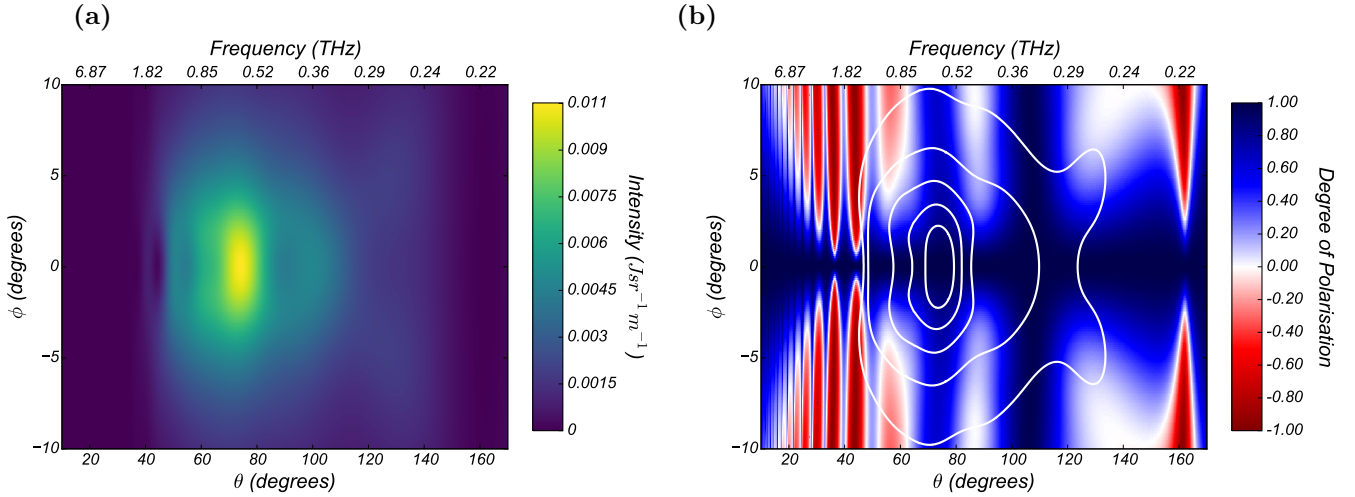 (a)
Frequency (THz)
6.87 1.82 0.85 0.52 0.36 0.29 0.24 0.22
10
5
0
−5
−10
ϕ (degrees)
20 40 60 80 100 120 140 160
θ (degrees)
0.011
0.009
0.0075
0.006
0.0045
0.003
0.0015
0
Intensity (Jsr⁻¹m⁻¹)
(b)
Frequency (THz)
6.87 1.82 0.85 0.52 0.36 0.29 0.24 0.22
10
5
0
−5
−10
ϕ (degrees)
20 40 60 80 100 120 140 160
θ (degrees)
1.00
0.80
0.60
0.40
0.20
0.00
-0.20
-0.40
-0.60
-0.80
-1.00
Degree of Polarisation